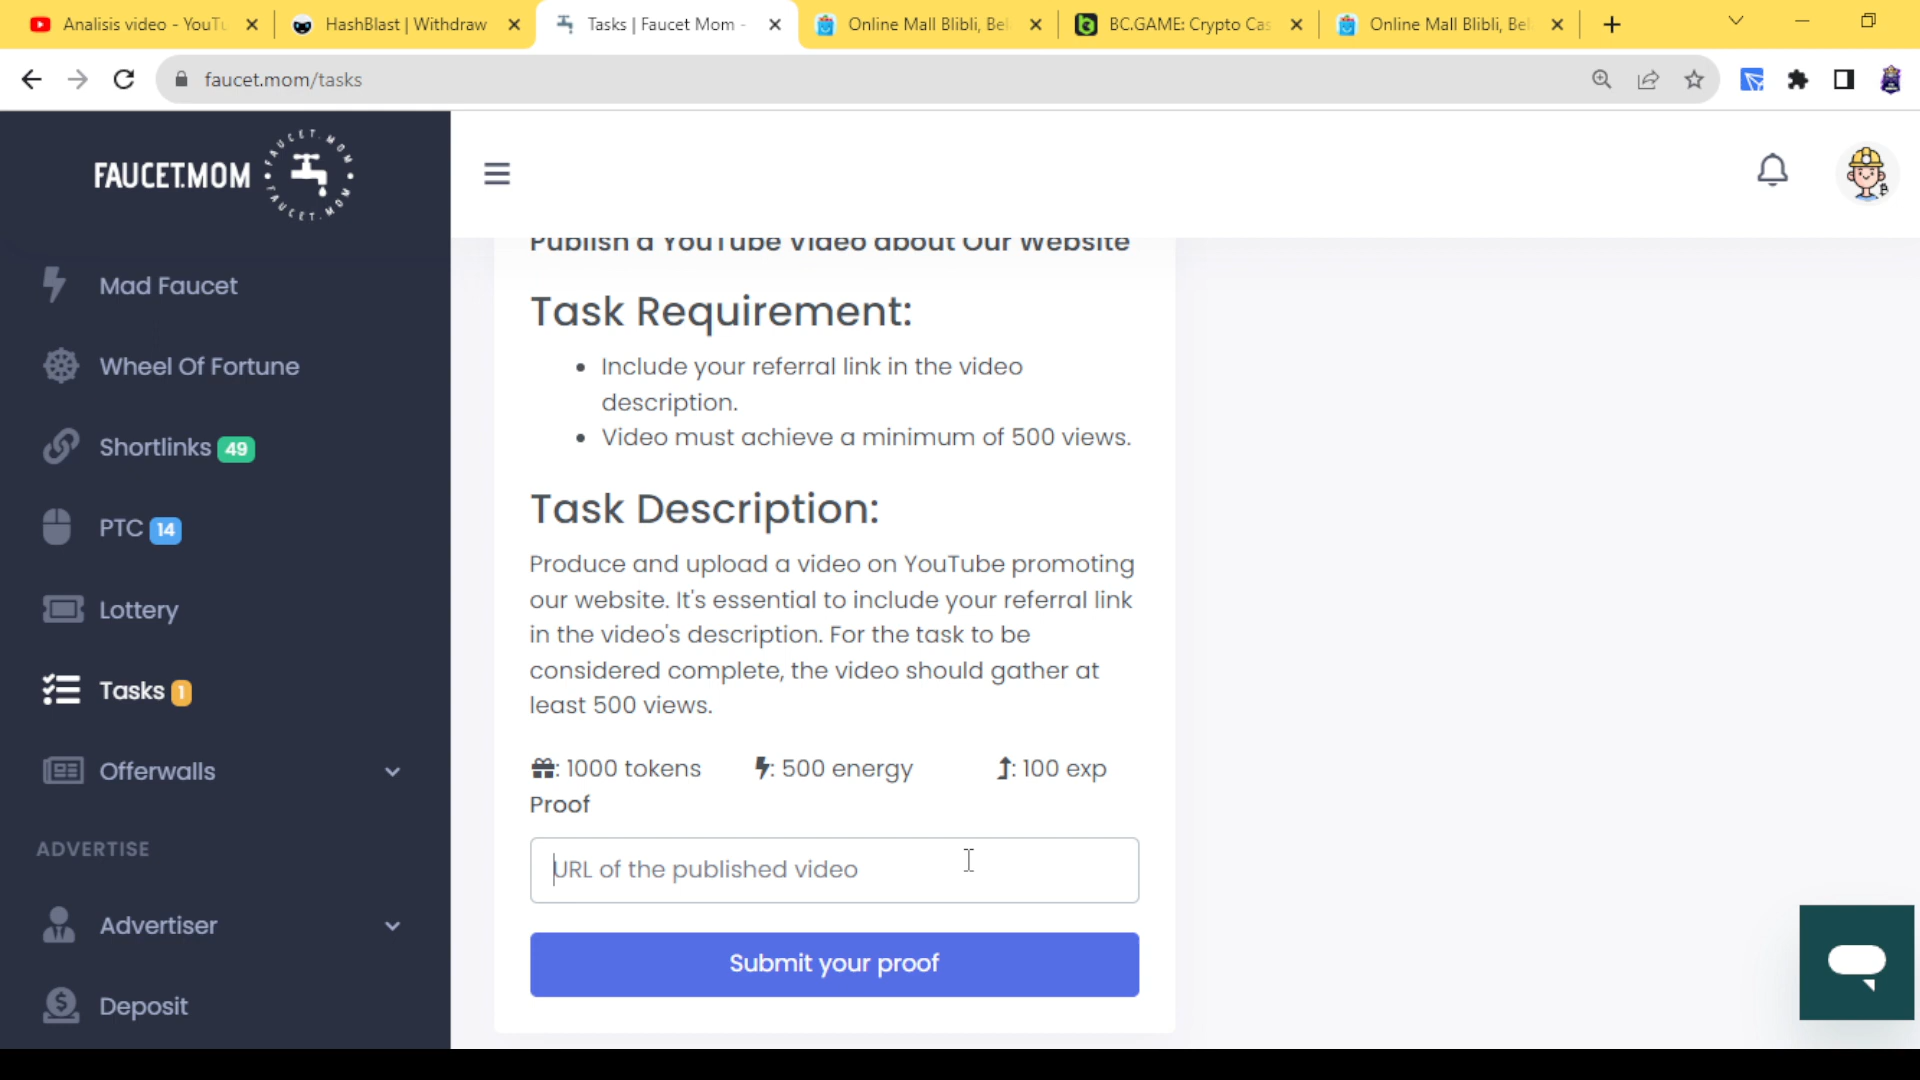 Analisis video - YouTu
HashBlast | Withdraw
Tasks | Faucet Mom -
Online Mall Blibli, Bel
BC.GAME: Crypto Cas
Online Mall Blibli, Bel
faucet.mom/tasks
FAUCET.MOM
FAUCET.MOM
FAUCET.MOM
Mad Faucet
Wheel Of Fortune
Shortlinks 49
PTC 14
Lottery
Tasks 1
Offerwalls
ADVERTISE
Advertiser
Deposit
Publish a YouTube Video about Our Website
Task Requirement:
Include your referral link in the video
description.
Video must achieve a minimum of 500 views.
Task Description:
Produce and upload a video on YouTube promoting
our website. It's essential to include your referral link
in the video's description. For the task to be
considered complete, the video should gather at
least 500 views.
: 1000 tokens : 500 energy : 100 exp
Proof
URL of the published video
Submit your proof